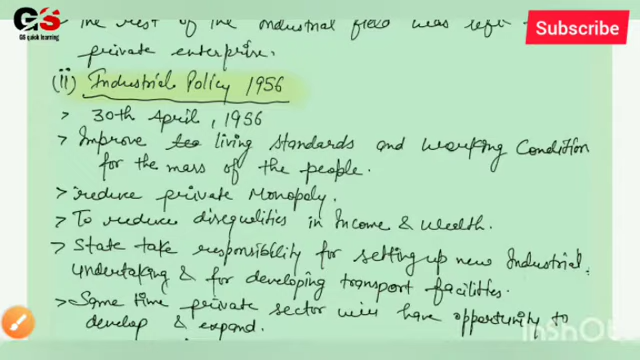 GS
GS quick learning
Subscribe
the rest of the industrial field was left
private enterprise.
(ii) Industrial Policy 1956
> 30th April, 1956
> Improve living standards and working Condition
for the mass of the people.
> reduce private Monopoly.
> To reduce disequalities in Income & Wealth.
> State take responsibility for setting up new Industrial
undertaking & for developing transport facilities.
> Same time private sector will have opportunity to
develop & expand.
InShOt